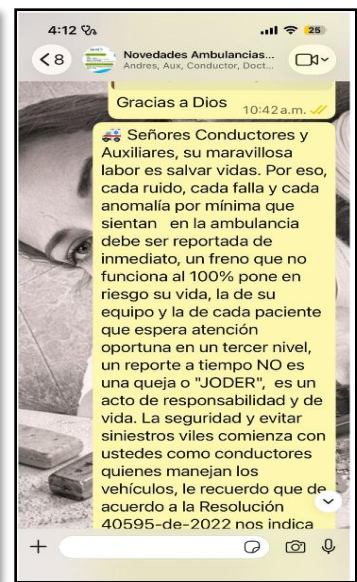 4:12
25
8
Novedades Ambulancias...
Andres, Aux, Conductor, Doct...
Gracias a Dios
10:42 a.m.
🚑 Señores Conductores y
Auxiliares, su maravillosa
labor es salvar vidas. Por eso,
cada ruido, cada falla y cada
anomalía por mínima que
sientan en la ambulancia
debe ser reportada de
inmediato, un freno que no
funciona al 100% pone en
riesgo su vida, la de su
equipo y la de cada paciente
que espera atención
oportuna en un tercer nivel,
un reporte a tiempo NO es
una queja o "JODER", es un
acto de responsabilidad y de
vida. La seguridad y evitar
siniestros viles comienza con
ustedes como conductores
quienes manejan los
vehículos, le recuerdo que de
acuerdo a la Resolución
40595-de-2022 nos indica